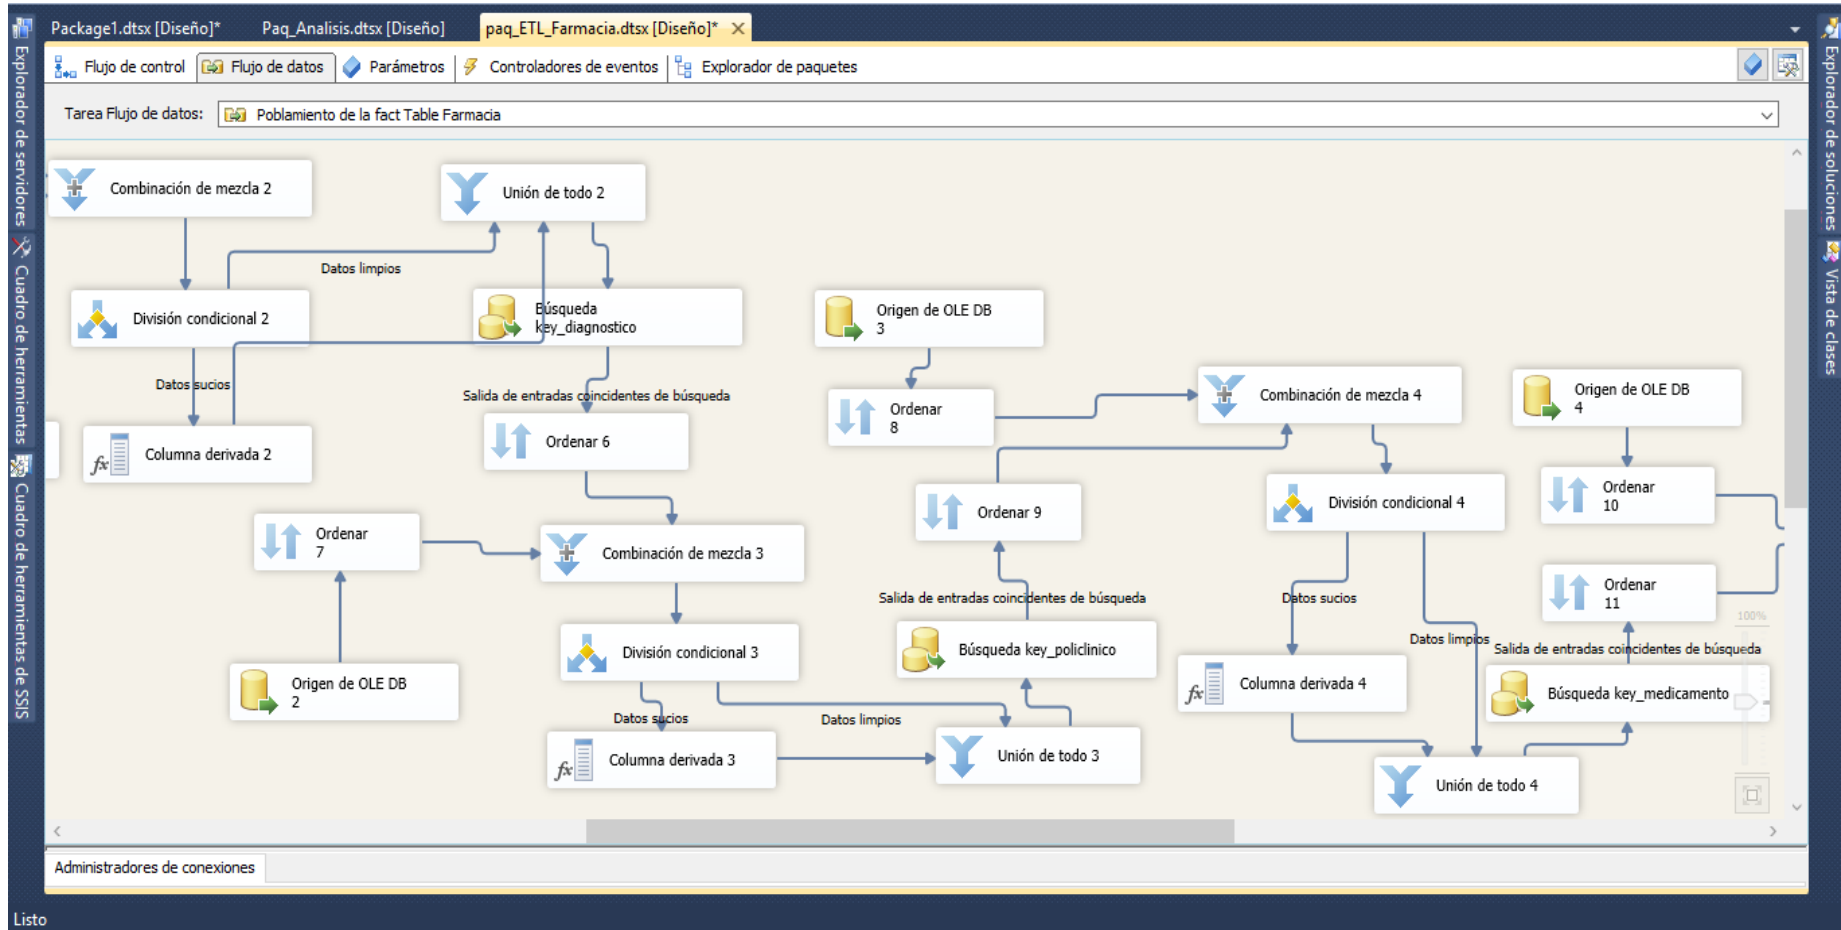 Package1.dtsx [Diseño]*
Paq_Analisis.dtsx [Diseño]
paq_ETL_Farmacia.dtsx [Diseño]*
Flujo de control
Flujo de datos
Parámetros
Controladores de eventos
Explorador de paquetes
Tarea Flujo de datos:
Poblamiento de la fact Table Farmacia
Explorador de servidores
Cuadro de herramientas
Cuadro de herramientas de SSIS
Explorador de soluciones
Vista de clases
Combinación de mezcla 2
Unión de todo 2
Datos limpios
División condicional 2
Búsqueda
key_diagnostico
Datos sucios
Salida de entradas coincidentes de búsqueda
Columna derivada 2
Ordenar 6
Ordenar
7
Combinación de mezcla 3
Origen de OLE DB
2
División condicional 3
Datos sucios
Datos limpios
Columna derivada 3
Unión de todo 3
Origen de OLE DB
3
Ordenar
8
Ordenar 9
Salida de entradas coincidentes de búsqueda
Búsqueda key_policlinico
Combinación de mezcla 4
División condicional 4
Datos sucios
Datos limpios
Columna derivada 4
Unión de todo 4
Origen de OLE DB
4
Ordenar
10
Ordenar
11
100%
Salida de entradas coincidentes de búsqueda
Búsqueda key_medicamento
Administradores de conexiones
Listo